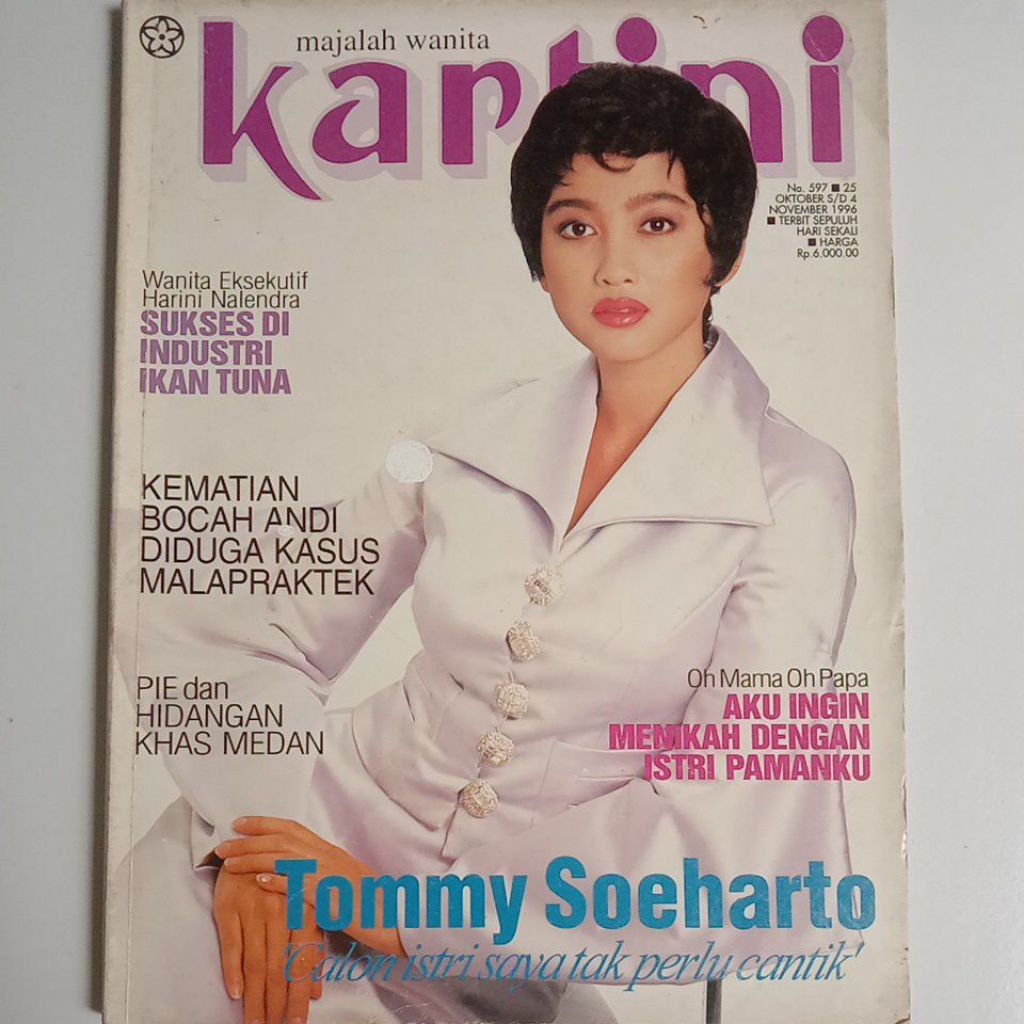 majalah wanita
kartini
No. 597 ■ 25
OKTOBER S/D 4
NOVEMBER 1996
■ TERBIT SEPULUH
HARI SEKALI
■ HARGA
Rp.6.000.00
Wanita Eksekutif
Harini Nalendra
SUKSES DI
INDUSTRI
IKAN TUNA
KEMATIAN
BOCAH ANDI
DIDUGA KASUS
MALAPRAKTEK
PIE dan
HIDANGAN
KHAS MEDAN
Oh Mama Oh Papa
AKU INGIN
MENIKAH DENGAN
ISTRI PAMANKU
Tommy Soeharto
'Calon istri saya tak perlu cantik'